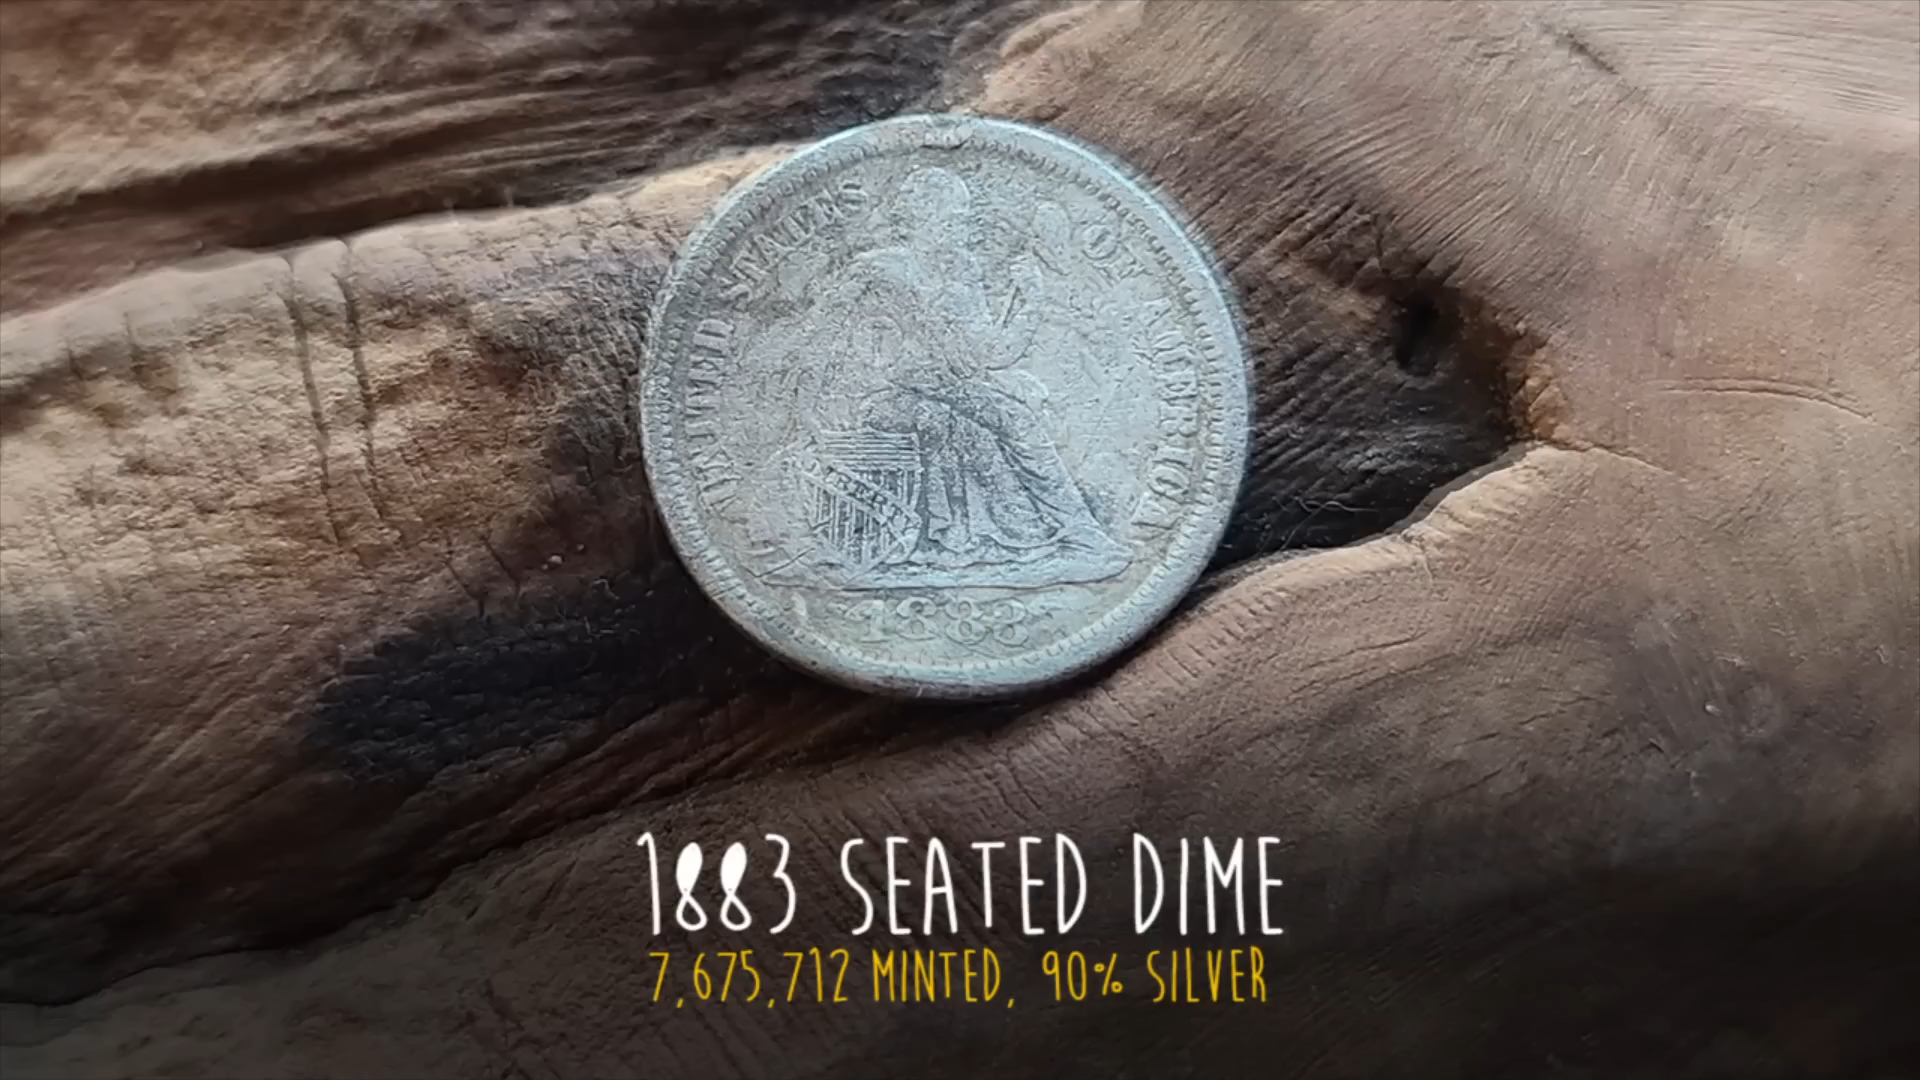 UNITED STATES OF AMERICA
LIBERTY
1883
1883 SEATED DIME
7,675,712 MINTED, 90% SILVER